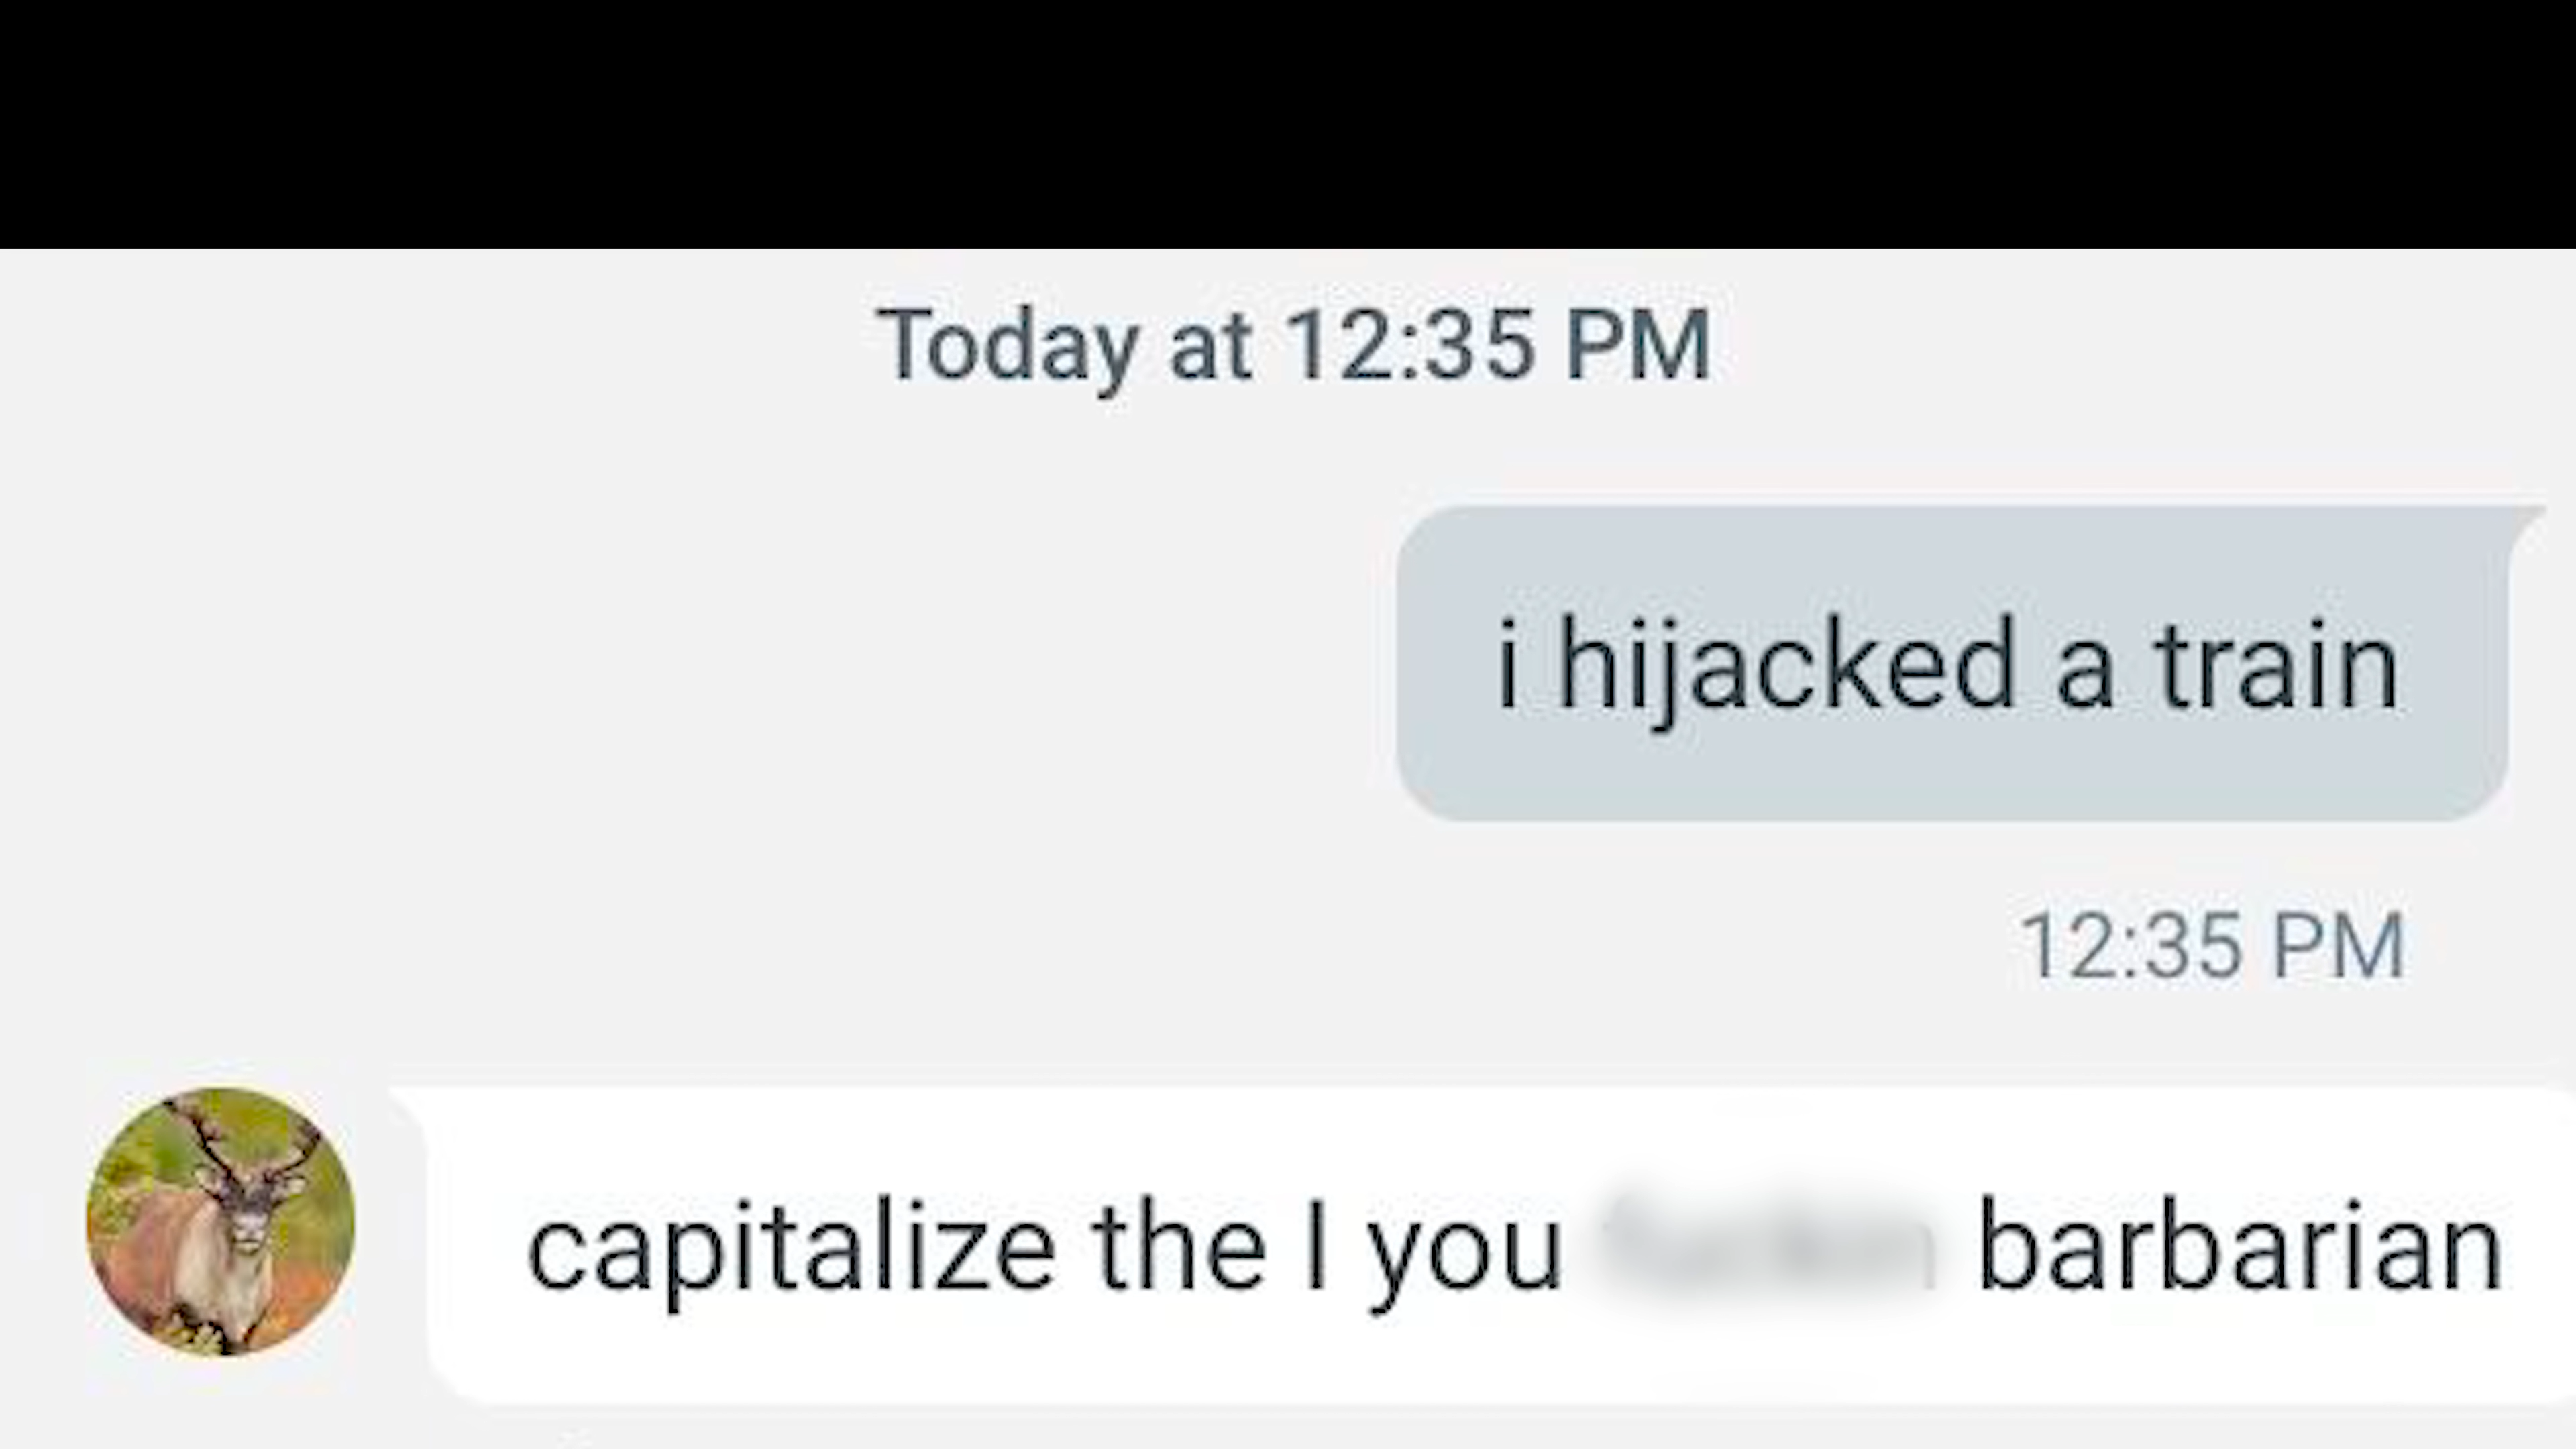 Today at 12:35 PM
i hijacked a train
12:35 PM
capitalize the I you barbarian